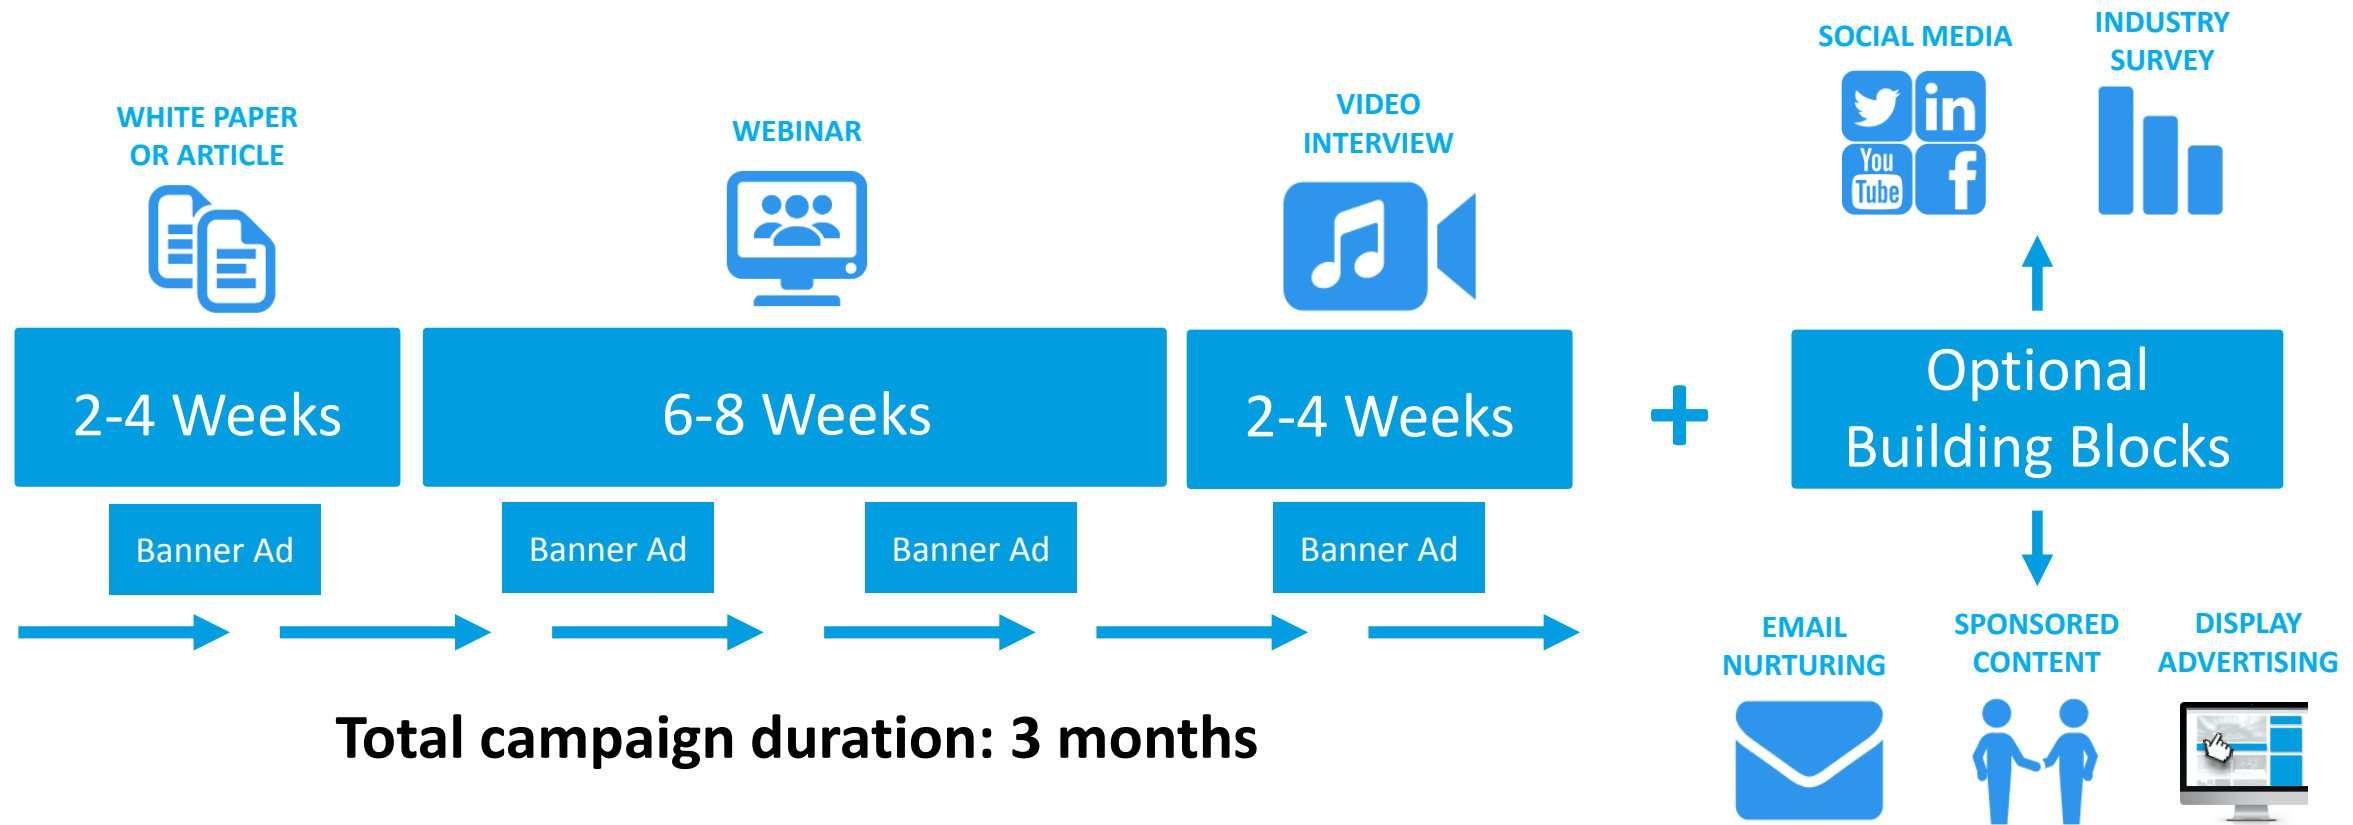 WHITE PAPER
OR ARTICLE
WEBINAR
VIDEO
INTERVIEW
SOCIAL MEDIA
INDUSTRY
SURVEY
in
You
Tube
f
2-4 Weeks
6-8 Weeks
2-4 Weeks
+
Optional
Building Blocks
Banner Ad
Banner Ad
Banner Ad
Banner Ad
EMAIL
NURTURING
SPONSORED
CONTENT
DISPLAY
ADVERTISING
Total campaign duration: 3 months